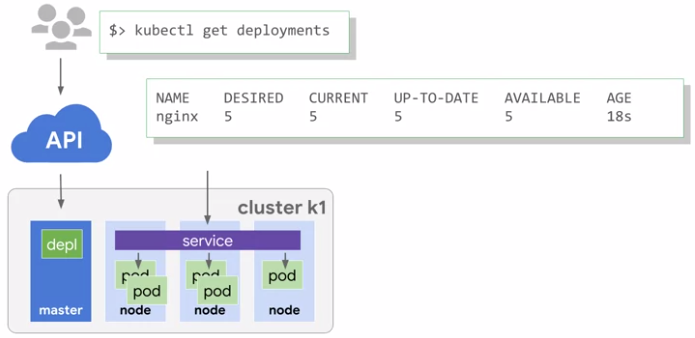 $> kubectl get deployments
NAME DESIRED CURRENT UP-TO-DATE AVAILABLE AGE
nginx 5 5 5 5 18s
API
cluster k1
depl
service
pod
pod
pod
pod
pod
master
node
node
node